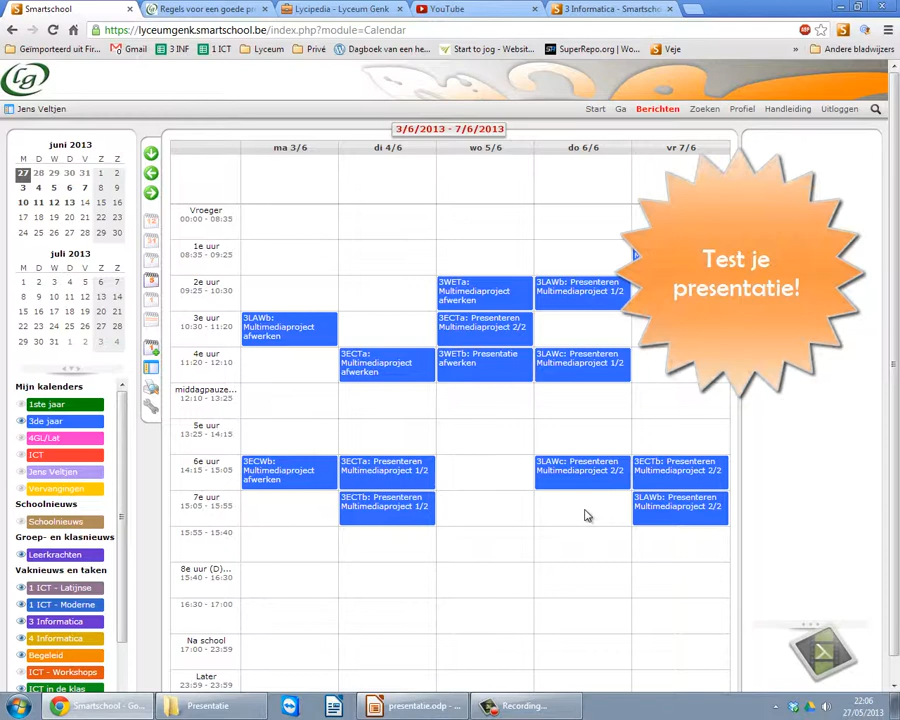 Smartschool
Regels voor een goede pr
Lycipedia - Lyceum Genk
YouTube
3 Informatica - Smartscho
https://lyceumgenk.smartschool.be/index.php?module=Calendar
Geïmporteerd uit Firef
Gmail
3 INF
1 ICT
Lyceum
Privé
Dagboek van een he...
Start to jog - Websit...
SuperRepo.org | Wo...
Veje
»
Andere bladwijzers
lg
Jens Veltjen
Start
Ga
Berichten
Zoeken
Profiel
Handleiding
Uitloggen
juni 2013
M D W D V Z Z
27 28 29 30 31 1 2
3 4 5 6 7 8 9
10 11 12 13 14 15 16
17 18 19 20 21 22 23
24 25 26 27 28 29 30
juli 2013
M D W D V Z Z
1 2 3 4 5 6 7
8 9 10 11 12 13 14
15 16 17 18 19 20 21
22 23 24 25 26 27 28
29 30 31 1 2 3 4
Mijn kalenders
1ste jaar
3de jaar
4GL/Lat
ICT
Jens Veltjen
Vervangingen
Schoolnieuws
Schoolnieuws
Groep- en klasnieuws
Leerkrachten
Vaknieuws en taken
1 ICT - Latijnse
1 ICT - Moderne
3 Informatica
4 Informatica
Begeleid
ICT - Workshops
ICT in de klas
3/6/2013 - 7/6/2013
ma 3/6
di 4/6
wo 5/6
do 6/6
vr 7/6
Vroeger
00:00 - 08:35
1e uur
08:35 - 09:25
2e uur
09:25 - 10:30
3WETa:
Multimediaproject
afwerken
3LAWb: Presenteren
Multimediaproject 1/2
3e uur
10:30 - 11:20
3LAWb:
Multimediaproject
afwerken
3ECTa: Presenteren
Multimediaproject 2/2
4e uur
11:20 - 12:10
3ECTa:
Multimediaproject
afwerken
3WETb: Presentatie
afwerken
3LAWc: Presenteren
Multimediaproject 1/2
middagpauze...
12:10 - 13:25
5e uur
13:25 - 14:15
6e uur
14:15 - 15:05
3ECWb:
Multimediaproject
afwerken
3ECTa: Presenteren
Multimediaproject 1/2
3LAWc: Presenteren
Multimediaproject 2/2
3ECTb: Presenteren
Multimediaproject 2/2
7e uur
15:05 - 15:55
3ECTb: Presenteren
Multimediaproject 1/2
3LAWb: Presenteren
Multimediaproject 2/2
15:55 - 15:40
8e uur (D)...
15:40 - 16:30
16:30 - 17:00
Na school
17:00 - 23:59
Later
23:59 - 23:59
Test je
presentatie!
Smartschool - Go...
Presentatie
presentatie.odp - ...
Recording...
22:06
27/05/2013